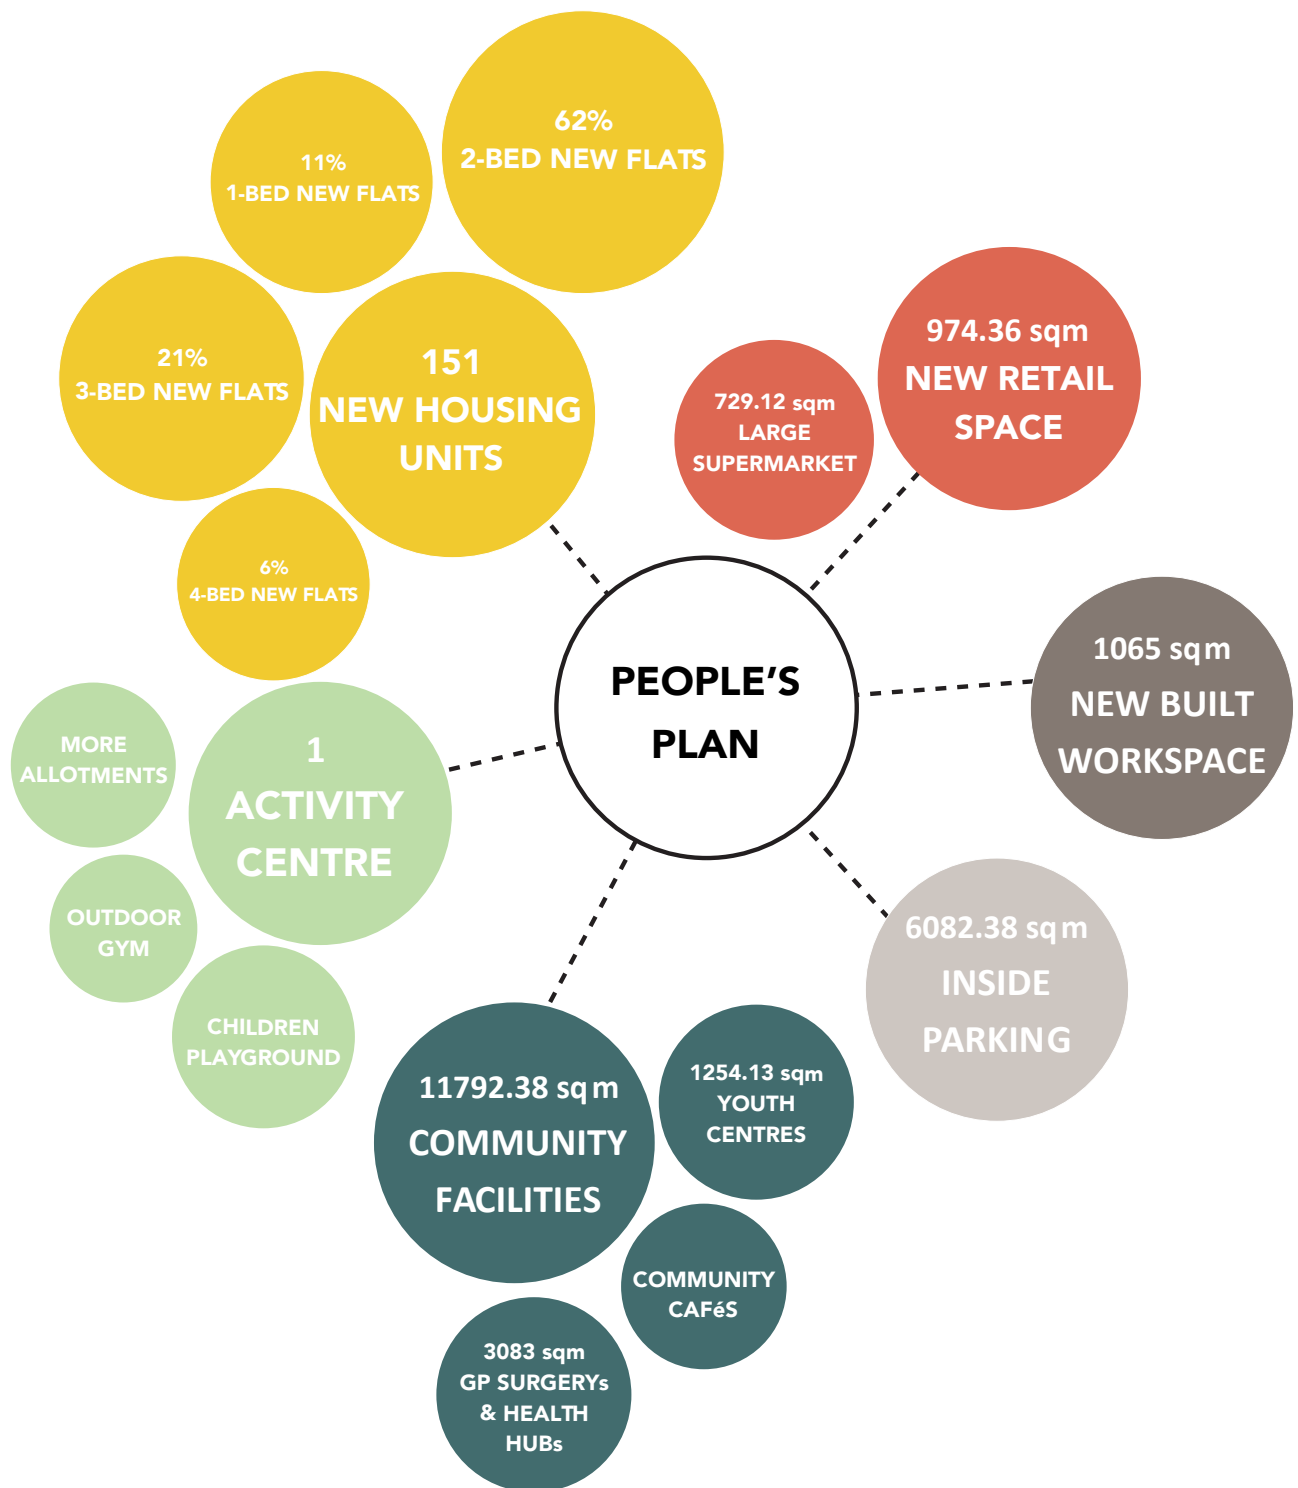 62%
2-BED NEW FLATS
11%
1-BED NEW FLATS
21%
3-BED NEW FLATS
151
NEW HOUSING
UNITS
6%
4-BED NEW FLATS
974.36 sqm
NEW RETAIL
SPACE
729.12 sqm
LARGE
SUPERMARKET
PEOPLE'S
PLAN
1065 sqm
NEW BUILT
WORKSPACE
6082.38 sqm
INSIDE
PARKING
1
ACTIVITY
CENTRE
MORE
ALLOTMENTS
OUTDOOR
GYM
CHILDREN
PLAYGROUND
11792.38 sqm
COMMUNITY
FACILITIES
1254.13 sqm
YOUTH
CENTRES
COMMUNITY
CAFéS
3083 sqm
GP SURGERYs
& HEALTH
HUBs